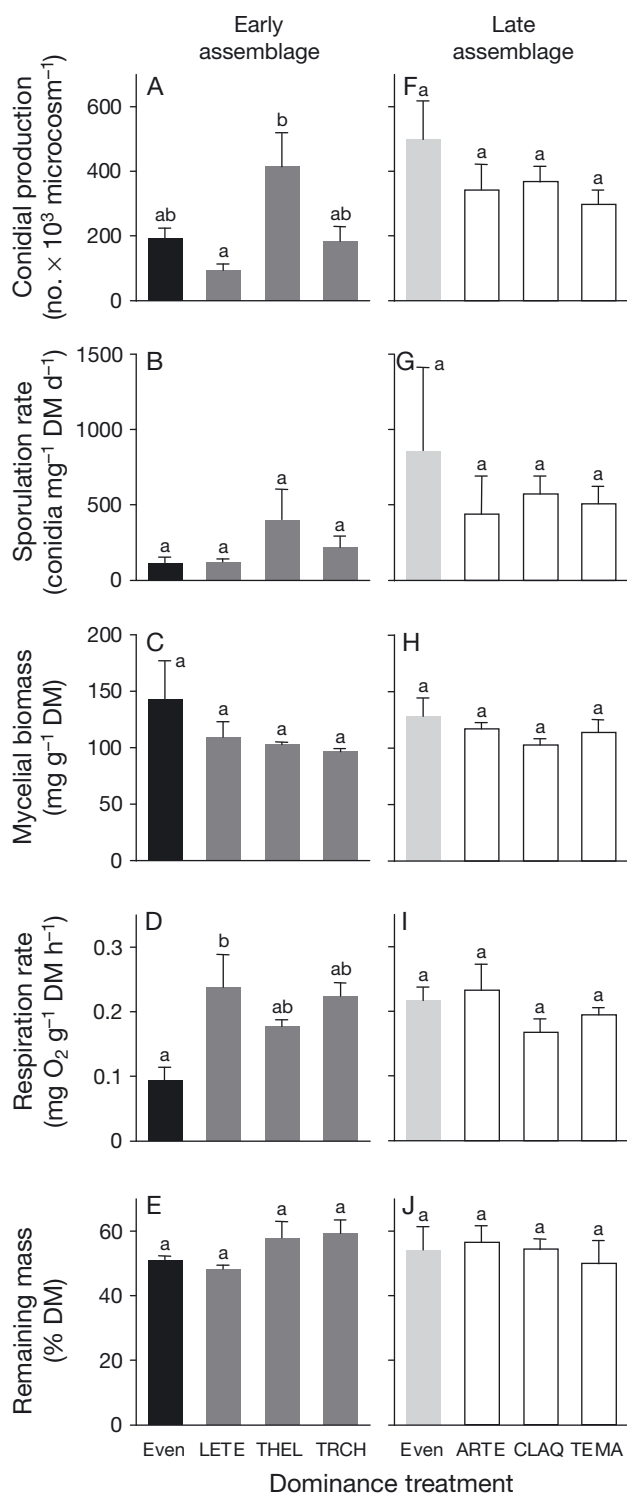 Early
assemblage
Late
assemblage
Conidial production
(no. × 10³ microcosm⁻¹)
600
400
200
0
A
ab
a
b
ab
F
a
a
a
a
Sporulation rate
(conidia mg⁻¹ DM d⁻¹)
1500
1000
500
0
B
a
a
a
a
G
a
a
a
a
Mycelial biomass
(mg g⁻¹ DM)
200
150
100
50
0
C
a
a
a
a
H
a
a
a
a
Respiration rate
(mg O₂ g⁻¹ DM h⁻¹)
0.3
0.2
0.1
0
D
a
b
ab
ab
I
a
a
a
a
Remaining mass
(% DM)
60
40
20
0
E
a
a
a
a
J
a
a
a
a
Even LETE THEL TRCH
Even ARTE CLAQ TEMA
Dominance treatment